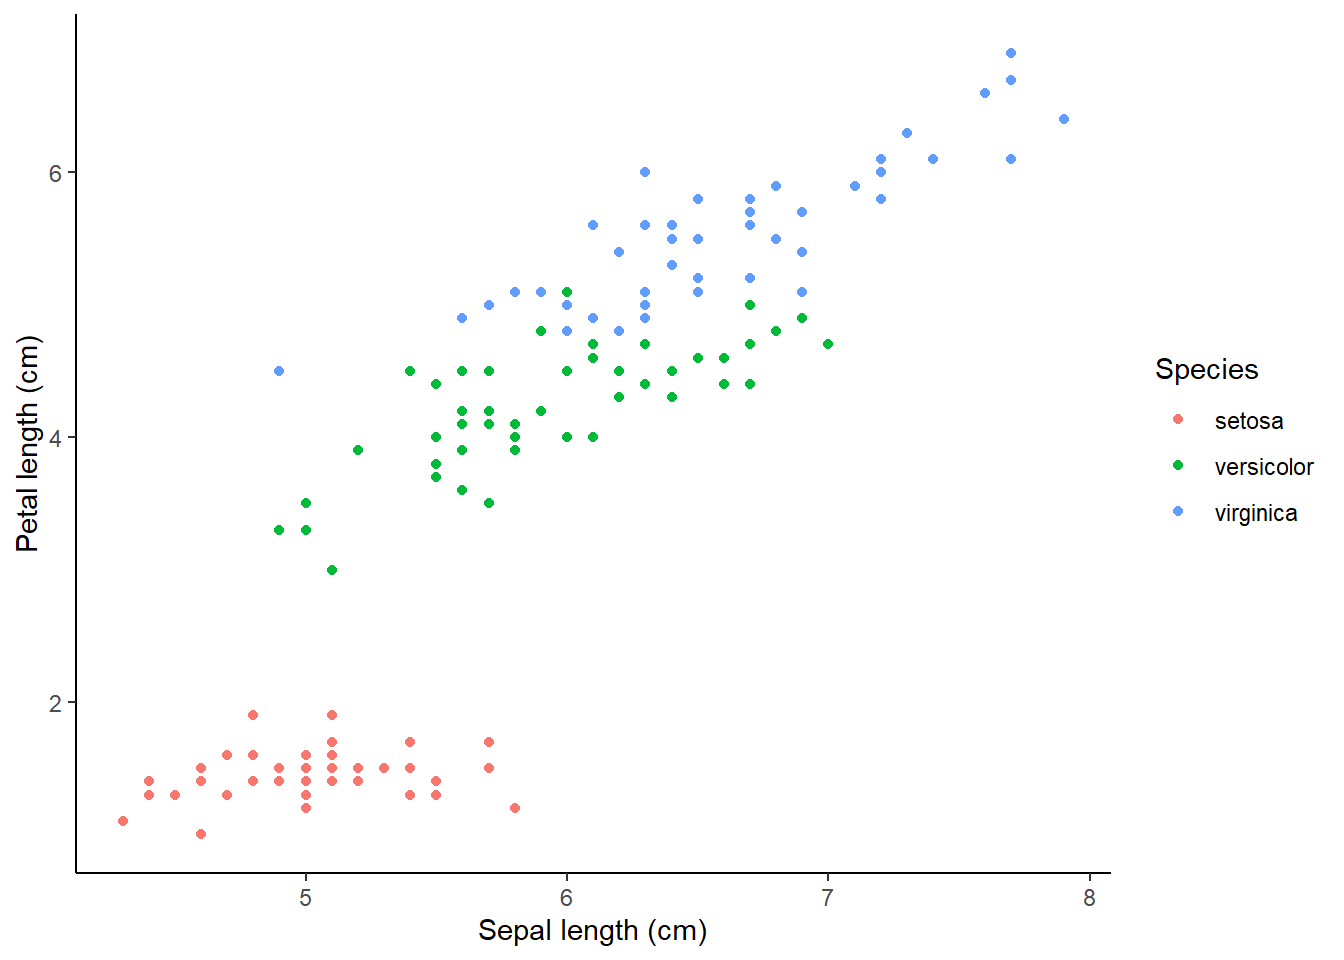 6
4
2
5 6 7 8
Sepal length (cm)
Petal length (cm)
Species
setosa
versicolor
virginica